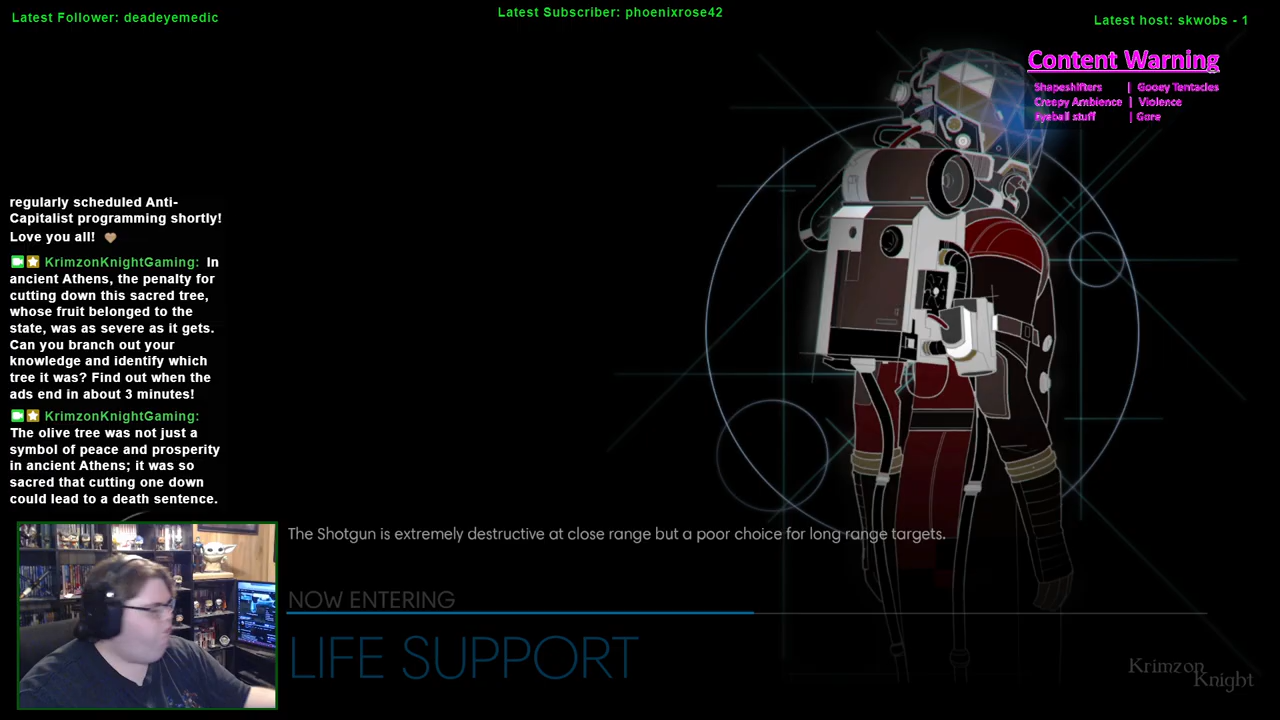 Latest Follower: deadeyemedic
Latest Subscriber: phoenixrose42
Latest host: skwobs - 1
Content Warning
Shapeshifters | Gooey Tentacles
Creepy Ambience | Violence
Eyeball stuff | Gore
regularly scheduled Anti-
Capitalist programming shortly!
Love you all!
KrimzonKnightGaming: In
ancient Athens, the penalty for
cutting down this sacred tree,
whose fruit belonged to the
state, was as severe as it gets.
Can you branch out your
knowledge and identify which
tree it was? Find out when the
ads end in about 3 minutes!
KrimzonKnightGaming:
The olive tree was not just a
symbol of peace and prosperity
in ancient Athens; it was so
sacred that cutting one down
could lead to a death sentence.
The Shotgun is extremely destructive at close range but a poor choice for long range targets.
NOW ENTERING
LIFE SUPPORT
Krimzon
Knight